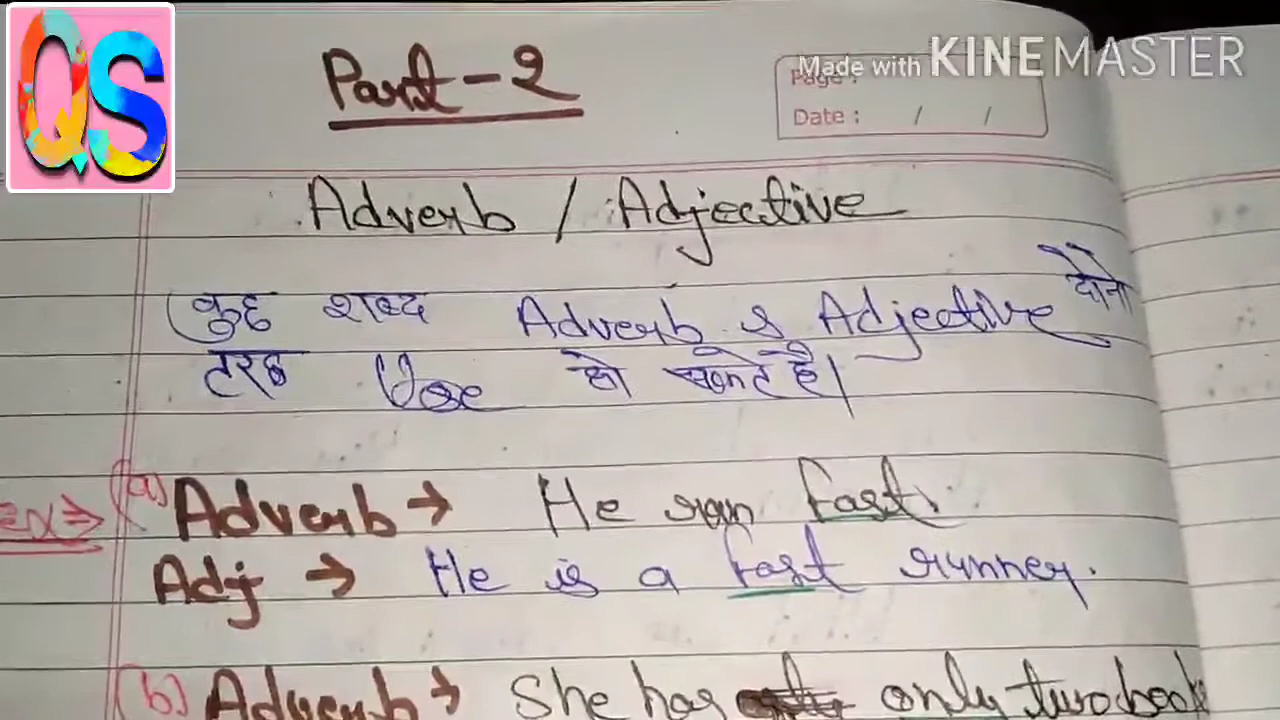 QS
Part-2
Made with KINEMASTER
Page :
Date : / /
Adverb / Adjective
कुछ शब्द Adverb & Adjective दोनो
तरह Use हो सकते है।
Ex⇒ (a) Adverb → He ran fast.
Adj → He is a fast runner.
(b) Adverb → She has only two book